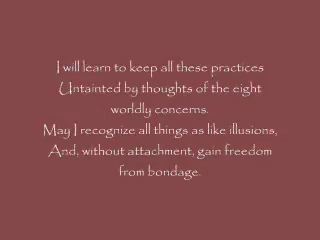 I will learn to keep all these practices
Untainted by thoughts of the eight
worldly concerns.
May I recognize all things as like illusions,
And, without attachment, gain freedom
from bondage.